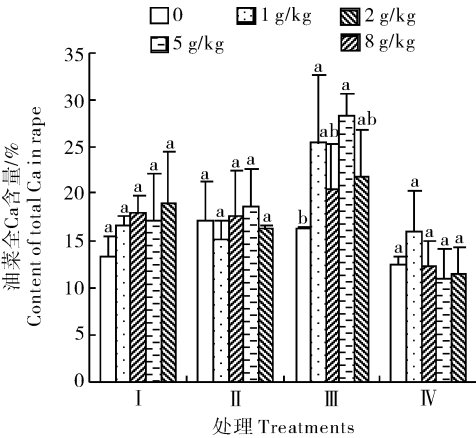 0 1 g/kg 2 g/kg
5 g/kg 8 g/kg
油菜全Ca含量/%
Content of total Ca in rape
35
30
25
20
15
10
5
0
a a a a a
a a a a a
b a ab a ab
a a a a a
Ⅰ Ⅱ Ⅲ Ⅳ
处理 Treatments